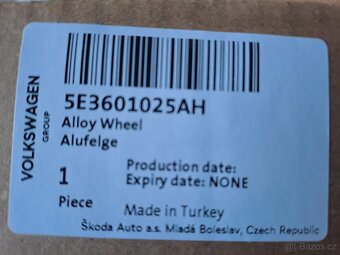 VOLKSWAGEN
GROUP
5E3601025AH
Alloy Wheel
Alufelge
1
Piece
Production date:
Expiry date: NONE
Made in Turkey
Škoda Auto a.s. Mladá Boleslav, Czech Republic
Bazos.cz